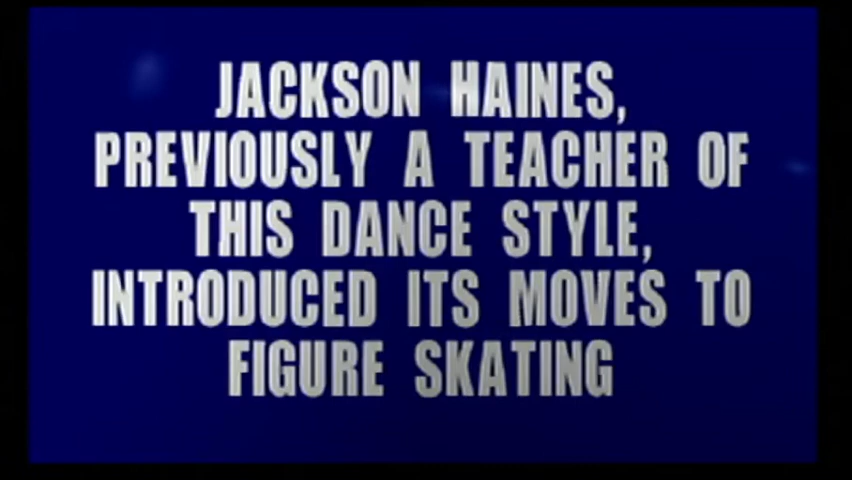 JACKSON HAINES,
PREVIOUSLY A TEACHER OF
THIS DANCE STYLE,
INTRODUCED ITS MOVES TO
FIGURE SKATING